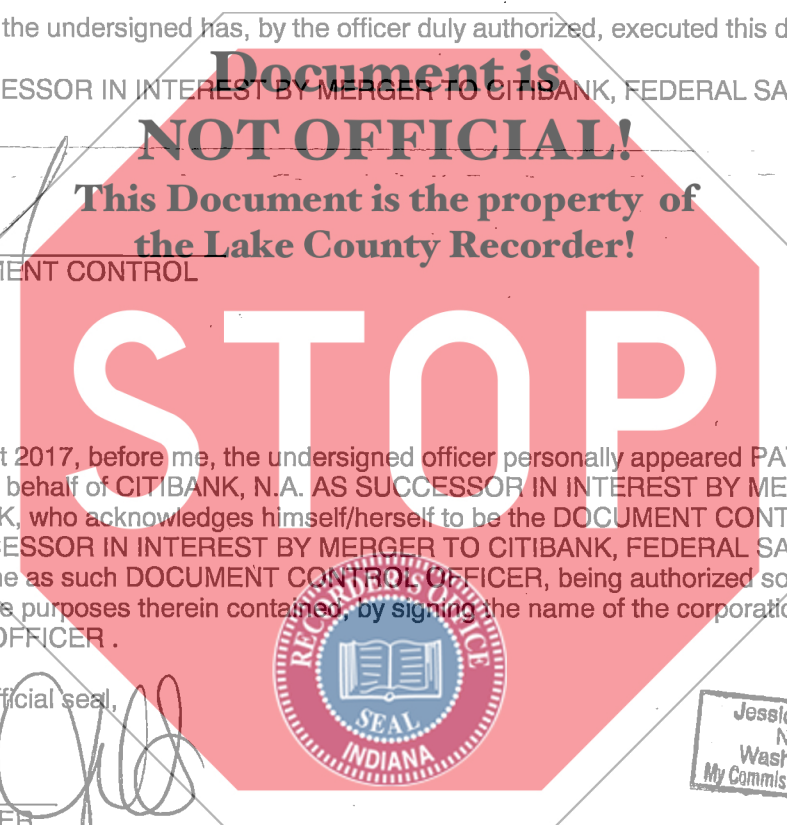 the undersigned has, by the officer duly authorized, executed this d
Document is
ESSOR IN INTEREST BY MERGER TO CITIBANK, FEDERAL SA
NOT OFFICIAL!
This Document is the property of
the Lake County Recorder!
ENT CONTROL
STOP
2017, before me, the undersigned officer personally appeared PA
behalf of CITIBANK, N.A. AS SUCCESSOR IN INTEREST BY ME
K, who acknowledges himself/herself to be the DOCUMENT CONT
ESSOR IN INTEREST BY MERGER TO CITIBANK, FEDERAL SA
e as such DOCUMENT CONTROL OFFICER, being authorized so
e purposes therein contained, by signing the name of the corporatio
OFFICER .
RECORDER'S OFFICE
SEAL
INDIANA
ficial seal,
Jessi
N
Wash
My Commis
ER